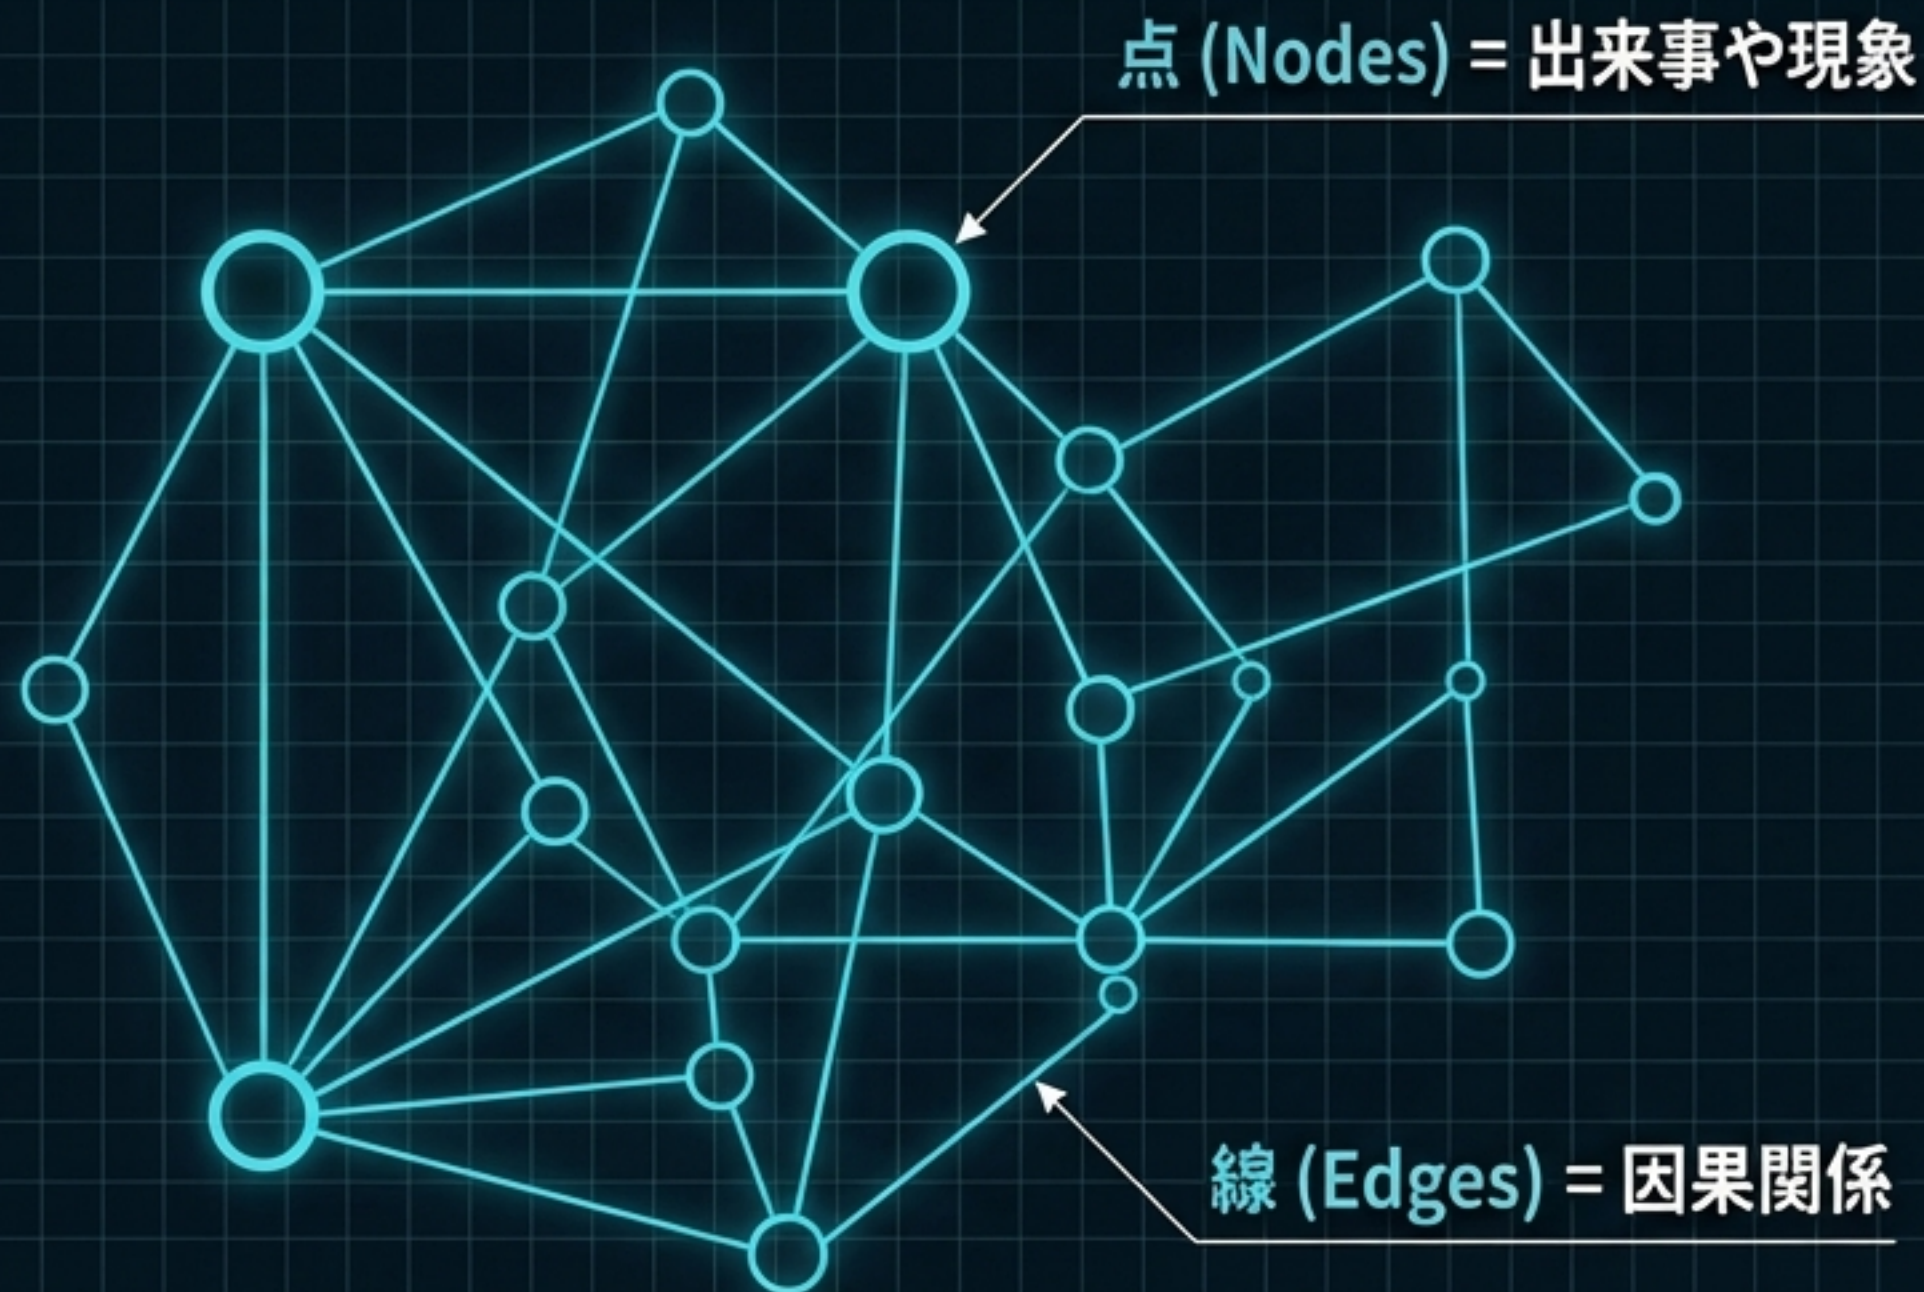 点 (Nodes) = 出来事や現象
線 (Edges) = 因果関係